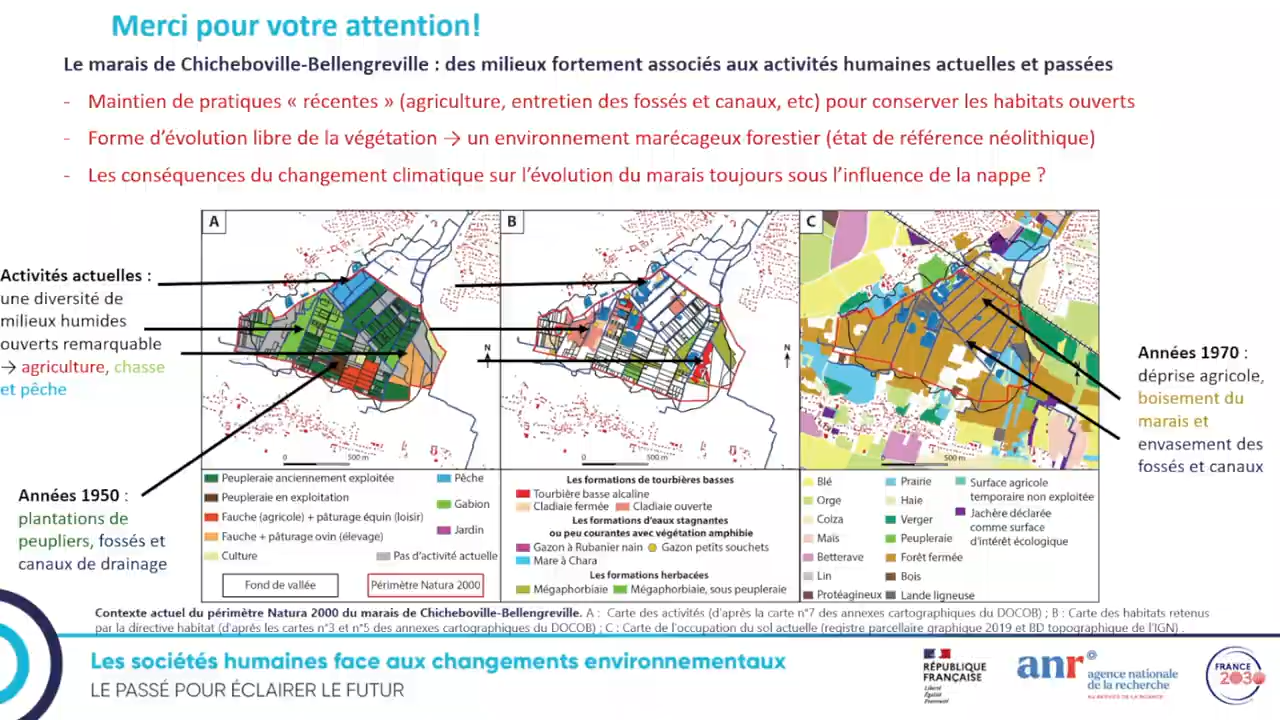 Merci pour votre attention!
Le marais de Chicheboville-Bellengreville : des milieux fortement associés aux activités humaines actuelles et passées
- Maintien de pratiques « récentes » (agriculture, entretien des fossés et canaux, etc) pour conserver les habitats ouverts
- Forme d’évolution libre de la végétation → un environnement marécageux forestier (état de référence néolithique)
- Les conséquences du changement climatique sur l’évolution du marais toujours sous l’influence de la nappe ?
Activités actuelles :
une diversité de
milieux humides
ouverts remarquable
→ agriculture, chasse
et pêche
Années 1950 :
plantations de
peupliers, fossés et
canaux de drainage
A
0 500 m
N
Peupleraie anciennement exploitée
Peupleraie en exploitation
Fauche (agricole) + pâturage équin (loisir)
Fauche + pâturage ovin (élevage)
Culture
Pêche
Gabion
Jardin
Pas d'activité actuelle
Fond de vallée
Périmètre Natura 2000
B
0 500 m
N
Les formations de tourbières basses
Tourbière basse alcaline
Cladiaie fermée Cladiaie ouverte
Les formations d'eaux stagnantes
ou peu courantes avec végétation amphibie
Gazon à Rubanier nain Gazon petits souchets
Mare à Chara
Les formations herbacées
Mégaphorbiaie Mégaphorbiaie, sous peupleraie
C
0 500 m
N
Blé
Orge
Colza
Maïs
Betterave
Lin
Protéagineux
Prairie
Haie
Verger
Peupleraie
Forêt fermée
Bois
Lande ligneuse
Surface agricole
temporaire non exploitée
Jachère déclarée
comme surface
d'intérêt écologique
Années 1970 :
déprise agricole,
boisement du
marais et
envasement des
fossés et canaux
Contexte actuel du périmètre Natura 2000 du marais de Chicheboville-Bellengreville. A : Carte des activités (d'après la carte n°7 des annexes cartographiques du DOCOB) ; B : Carte des habitats retenus
par la directive habitat (d'après les cartes n°3 et n°5 des annexes cartographiques du DOCOB) ; C : Carte de l'occupation du sol actuelle (registre parcellaire graphique 2019 et BD topographique de l'IGN) .
Les sociétés humaines face aux changements environnementaux
LE PASSÉ POUR ÉCLAIRER LE FUTUR
RÉPUBLIQUE
FRANÇAISE
Liberté
Égalité
Fraternité
anr
agence nationale
de la recherche
AU SERVICE DE LA SCIENCE
FRANCE
2030